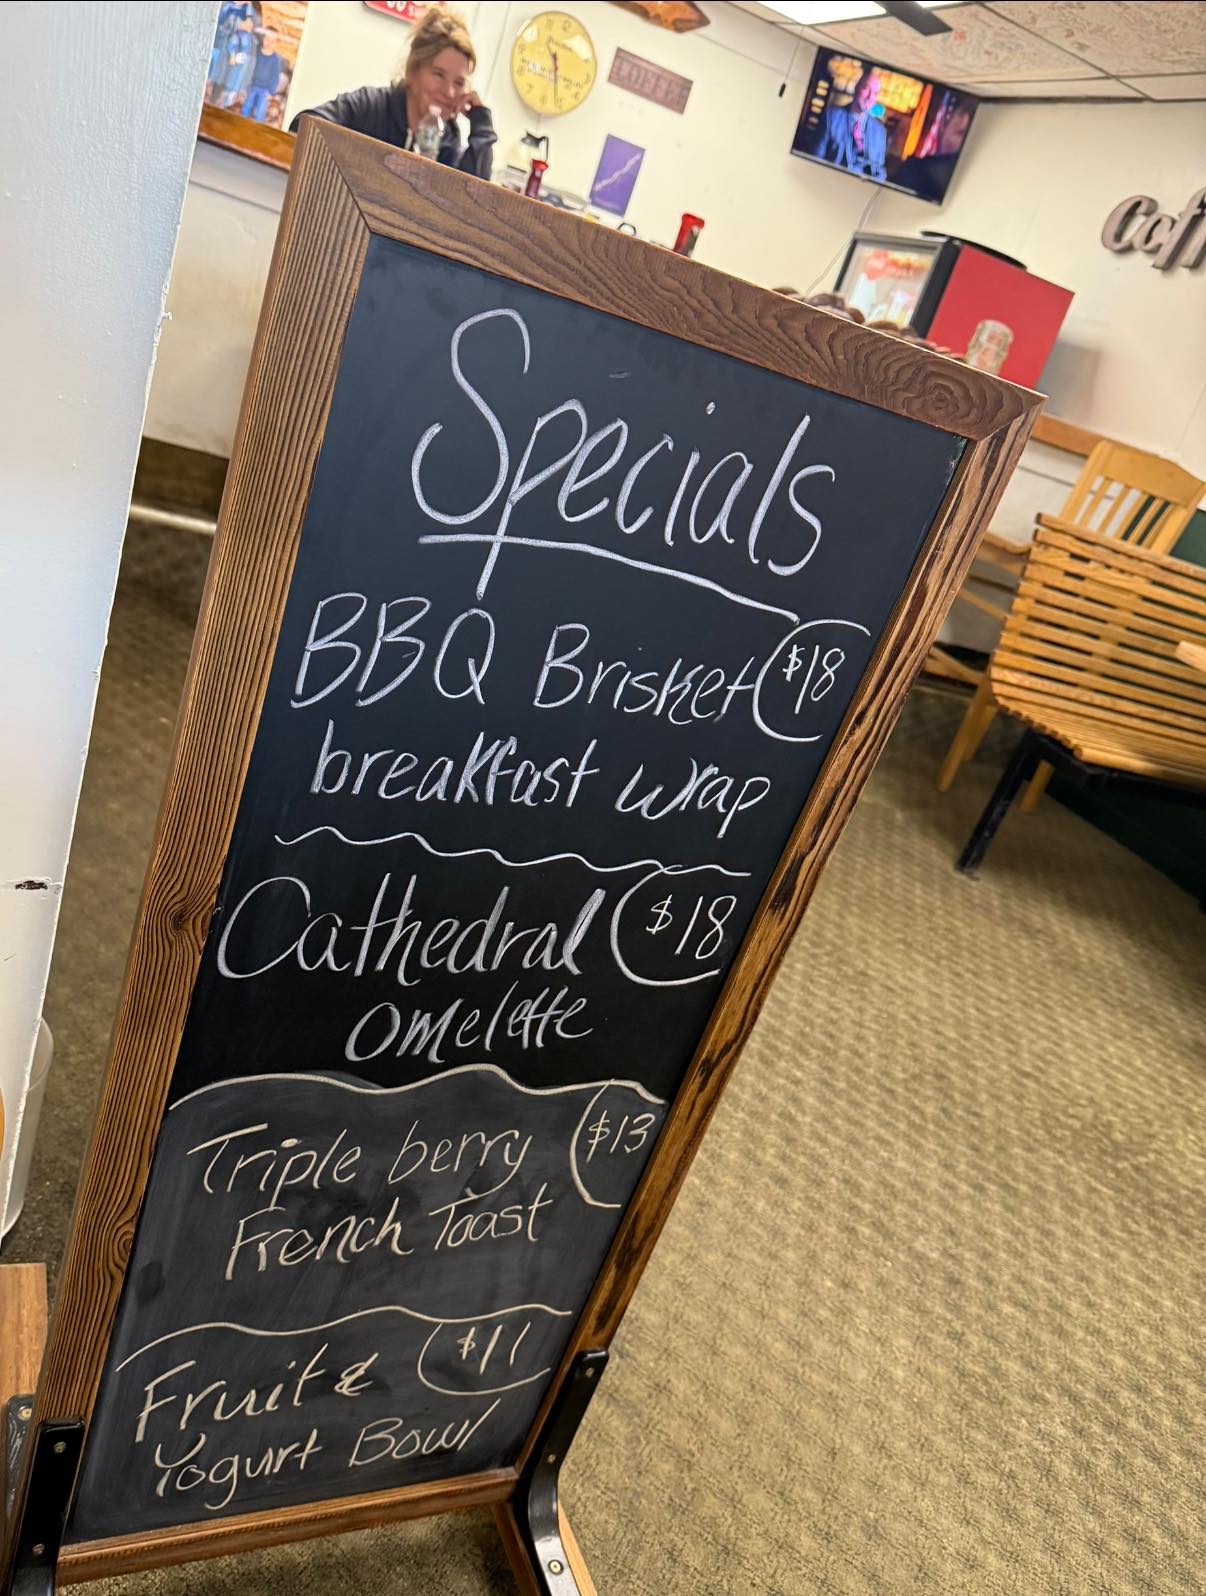 COFFEE
Coff
Specials
BBQ Brisket $18
breakfast wrap
Cathedral $18
omelette
Triple berry $13
French Toast
Fruit & $11
Yogurt Bowl